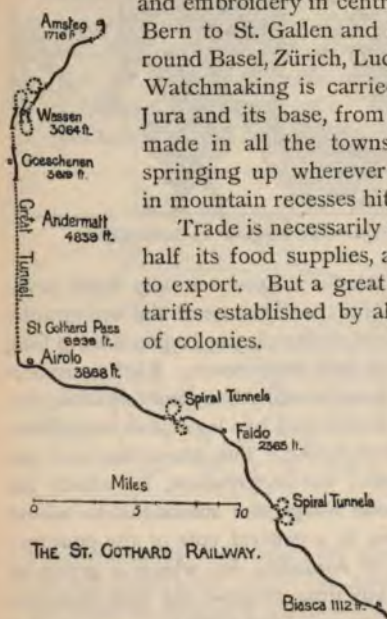 and embroidery in centr
Bern to St. Gallen and
round Basel, Zürich, Luc
Watchmaking is carrie
Jura and its base, from
made in all the towns
springing up wherever
in mountain recesses hit
Trade is necessarily
half its food supplies, a
to export. But a great
tariffs established by al
of colonies.
Amsteg
1716 ft.
Wassen
3064 ft.
Goeschenen
Great Tunnel.
Andermatt
4839 ft.
St. Gothard Pass
6936 ft.
Airolo
3868 ft.
Spiral Tunnels
Faido
2365 ft.
Miles
0 5 10
Spiral Tunnels
THE ST. GOTHARD RAILWAY.
Biasca 1112 ft.